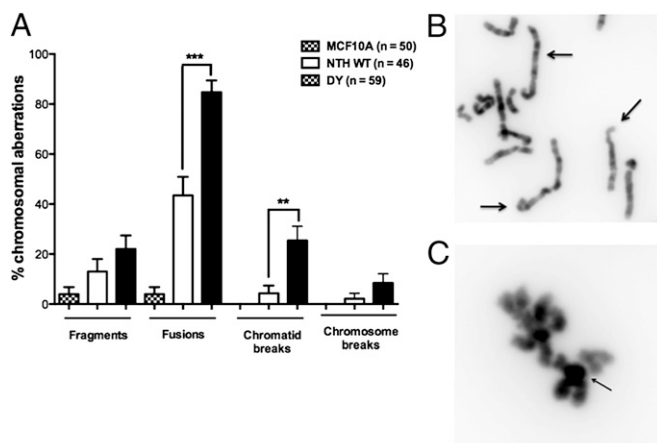 A
% chromosomal aberrations
100
80
60
40
20
0
***
**
MCF10A (n = 50)
NTH WT (n = 46)
DY (n = 59)
Fragments
Fusions
Chromatid
breaks
Chromosome
breaks
B
C